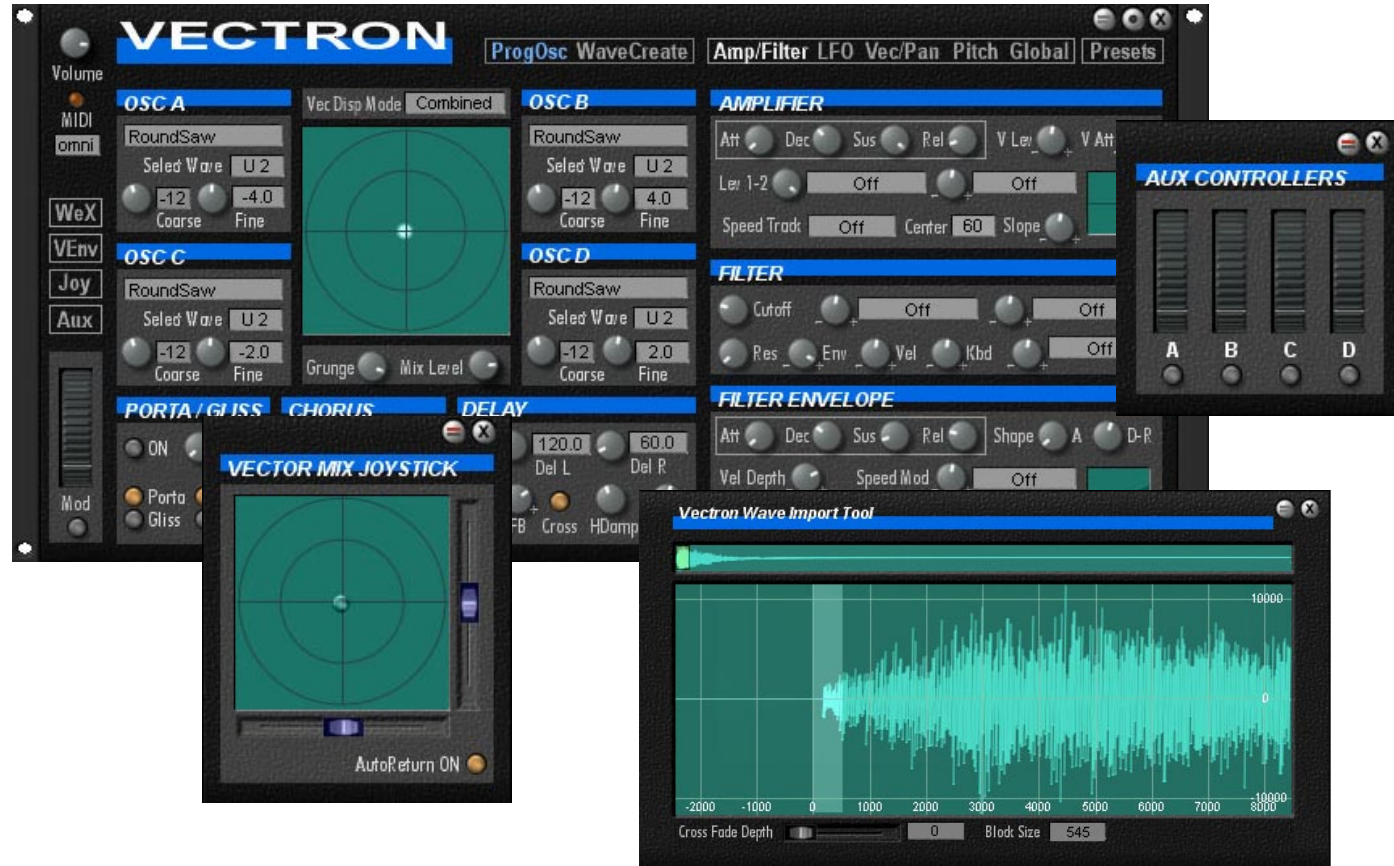 VECTRON
Volume
ProgOsc WaveCreate
Amp/Filter LFO Vec/Pan Pitch Global
Presets
MIDI
omni
WeX
VEnv
Joy
Aux
Mod
OSC A
RoundSaw
Select Wave U 2
-12 -4.0
Coarse Fine
Vec Disp Mode Combined
OSC B
RoundSaw
Select Wave U 2
-12 4.0
Coarse Fine
OSC C
RoundSaw
Select Wave U 2
-12 -2.0
Coarse Fine
Grunge Mix Level
OSC D
RoundSaw
Select Wave U 2
-12 2.0
Coarse Fine
AMPLIFIER
Att Dec Sus Rel V Lev V Att
Lev 1-2 Off Off
Speed Track Off Center 60 Slope
FILTER
Cutoff Off Off
Res Env Vel Kbd Off
FILTER ENVELOPE
Att Dec Sus Rel Shape A D-R
Vel Depth Speed Mod Off
PORTA / GLISS
ON
Porta
Gliss
CHORUS
DELAY
120.0 60.0
Del L Del R
FB Cross HDamp
AUX CONTROLLERS
A B C D
VECTOR MIX JOYSTICK
AutoReturn ON
Vectron Wave Import Tool
10000
0
-10000
-2000 -1000 0 1000 2000 3000 4000 5000 6000 7000 8000
Cross Fade Depth 0 Block Size 545